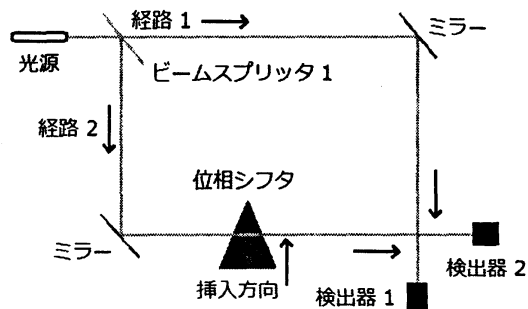 経路 1
ミラー
光源
ビームスプリッタ 1
経路 2
位相シフタ
ミラー
挿入方向
検出器 2
検出器 1